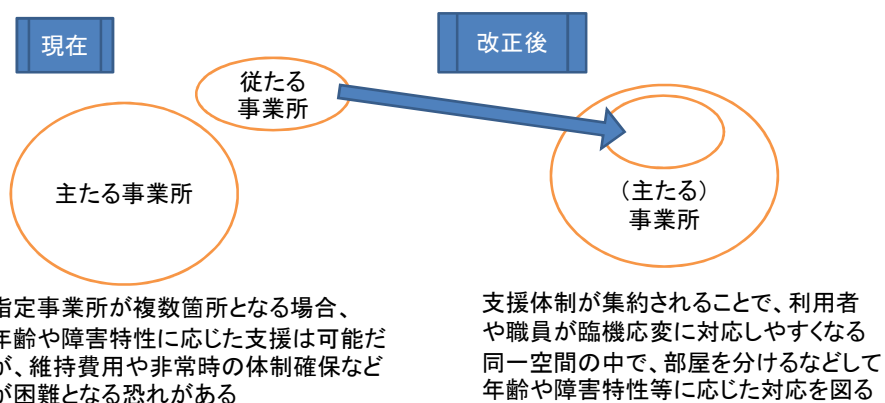 現在
改正後
従たる
事業所
主たる事業所
（主たる）
事業所
指定事業所が複数箇所となる場合、
年齢や障害特性に応じた支援は可能だ
が、維持費用や非常時の体制確保など
が困難となる恐れがある
支援体制が集約されることで、利用者
や職員が臨機応変に対応しやすくなる
同一空間の中で、部屋を分けるなどして
年齢や障害特性等に応じた対応を図る